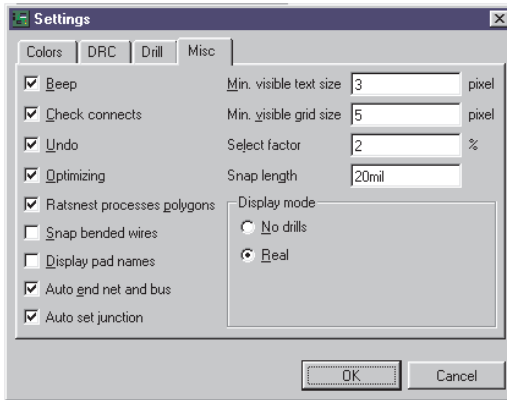 Settings
Colors DRC Drill Misc
Beep Min. visible text size 3 pixel
Check connects Min. visible grid size 5 pixel
Undo Select factor 2 %
Optimizing Snap length 20mil
Ratsnest processes polygons Display mode
Snap bended wires No drills
Display pad names Real
Auto end net and bus
Auto set junction
OK Cancel